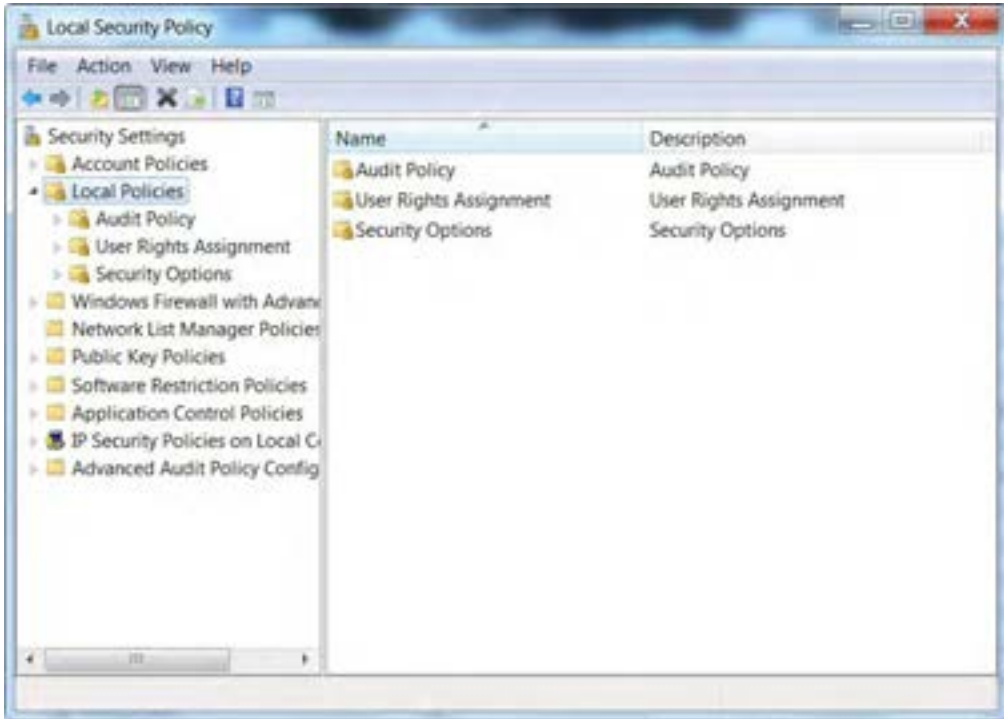 Local Security Policy
File Action View Help
Security Settings
Account Policies
Local Policies
Audit Policy
User Rights Assignment
Security Options
Windows Firewall with Advan
Network List Manager Policies
Public Key Policies
Software Restriction Policies
Application Control Policies
IP Security Policies on Local C
Advanced Audit Policy Config
Name Description
Audit Policy Audit Policy
User Rights Assignment User Rights Assignment
Security Options Security Options